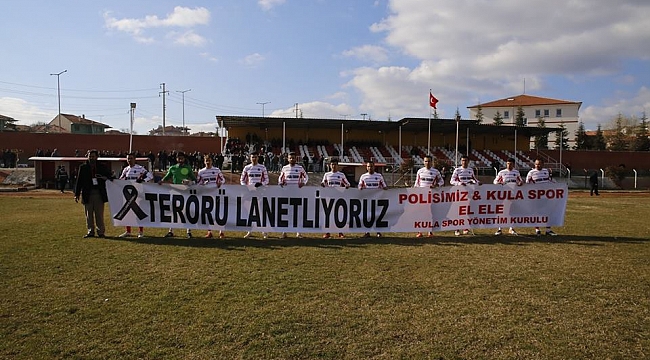 TERÖRÜ LANETLİYORUZ
POLİSİMİZ & KULA SPOR
EL ELE
KULA SPOR YÖNETİM KURULU